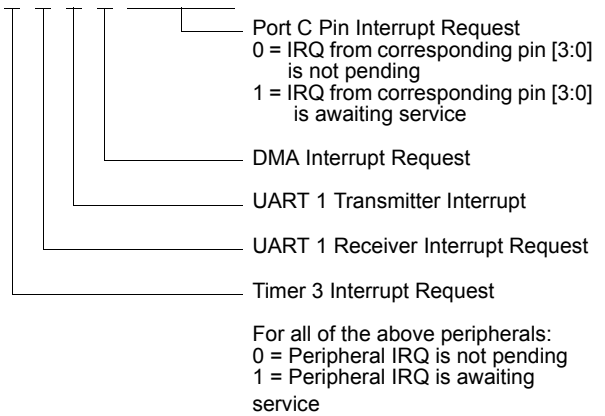 Port C Pin Interrupt Request
0 = IRQ from corresponding pin [3:0]
is not pending
1 = IRQ from corresponding pin [3:0]
is awaiting service
DMA Interrupt Request
UART 1 Transmitter Interrupt
UART 1 Receiver Interrupt Request
Timer 3 Interrupt Request
For all of the above peripherals:
0 = Peripheral IRQ is not pending
1 = Peripheral IRQ is awaiting
service